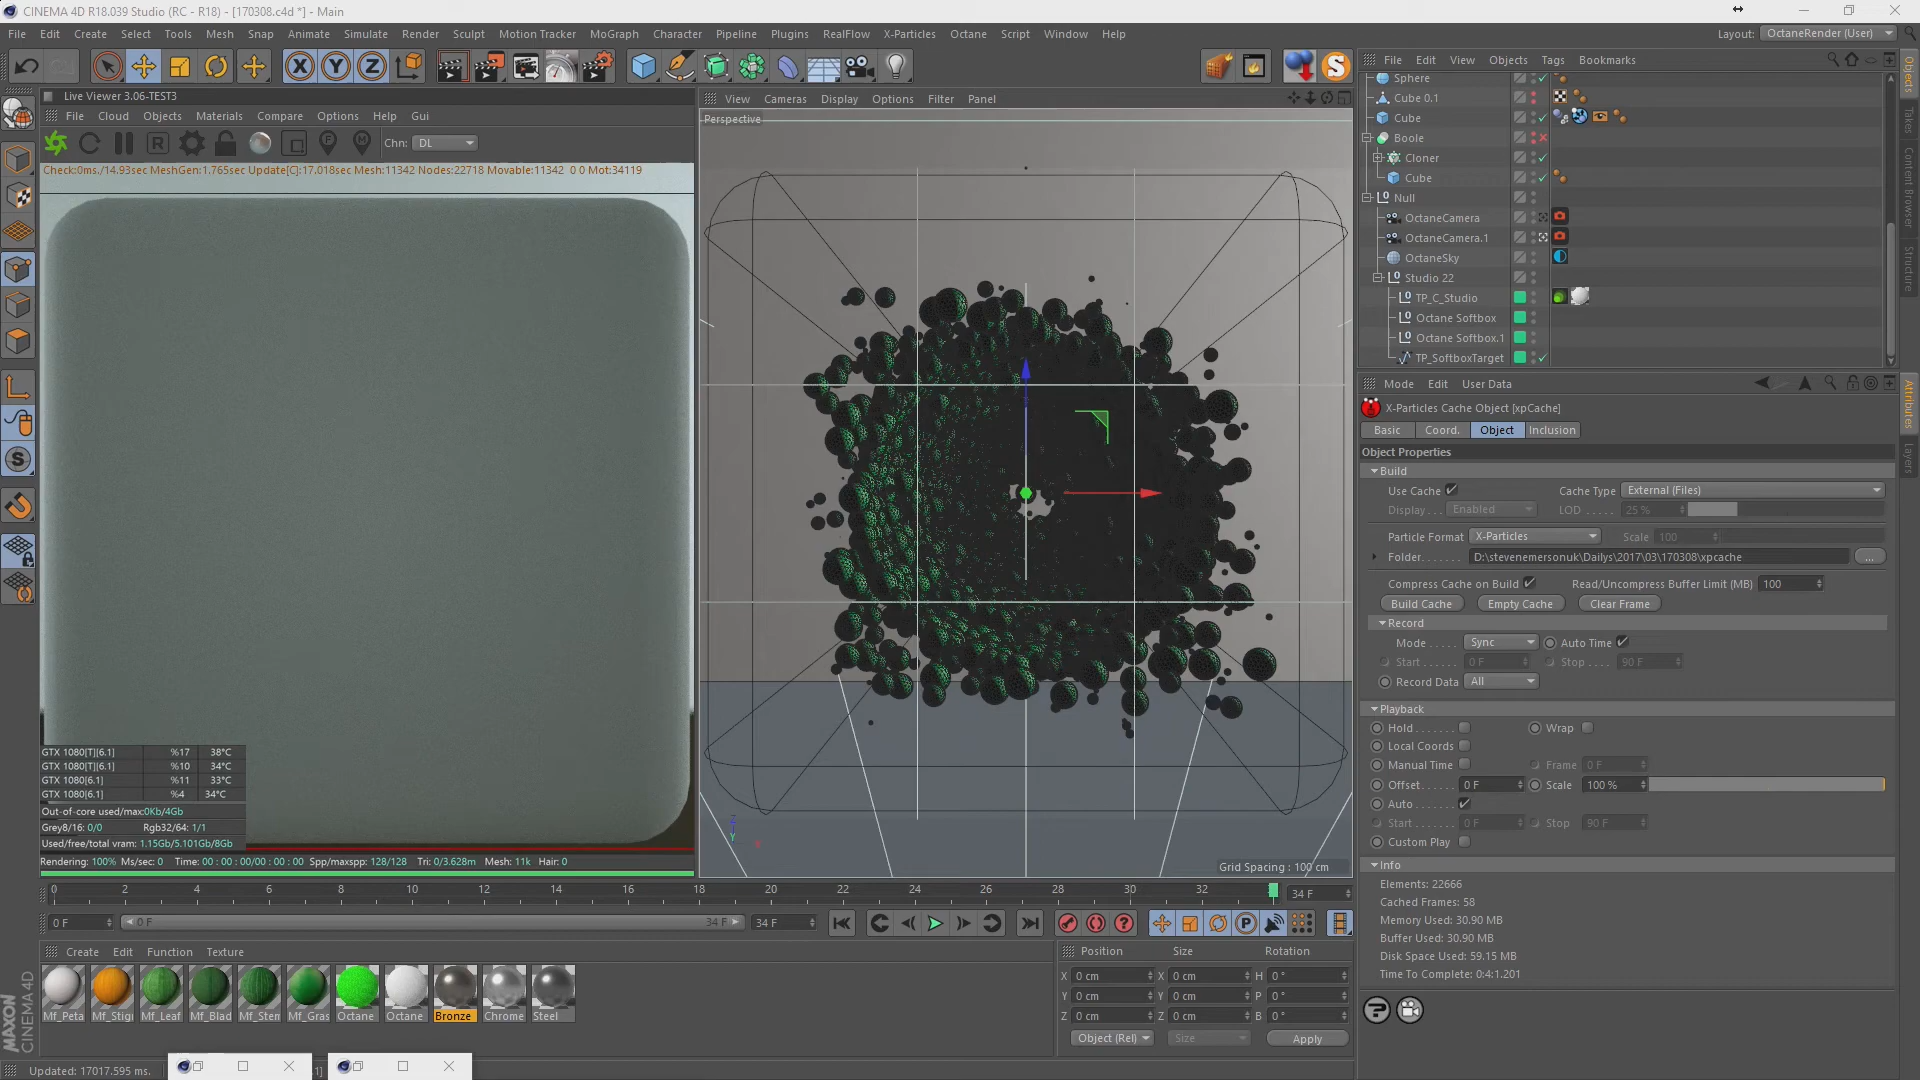 CINEMA 4D R18.039 Studio (RC - R18) - [170308.c4d *] - Main
File Edit Create Select Tools Mesh Snap Animate Simulate Render Sculpt Motion Tracker MoGraph Character Pipeline Plugins RealFlow X-Particles Octane Script Window Help
Layout: OctaneRender (User)
Live Viewer 3.06-TEST3
File Cloud Objects Materials Compare Options Help Gui
Chn: DL
Check:0ms./14.93sec MeshGen:1.765sec Update[C]:17.018sec Mesh:11342 Nodes:22718 Movable:11342 0 0 Mot:34119
GTX 1080[T][6.1] %17 38°C
GTX 1080[T][6.1] %10 34°C
GTX 1080[6.1] %11 33°C
GTX 1080[6.1] %4 34°C
Out-of-core used/max:0Kb/4Gb
Grey8/16: 0/0 Rgb32/64: 1/1
Used/free/total vram: 1.15Gb/5.101Gb/8Gb
Rendering: 100% Ms/sec: 0 Time: 00 : 00 : 00/00 : 00 : 00 Spp/maxspp: 128/128 Tri: 0/3.628m Mesh: 11k Hair: 0
View Cameras Display Options Filter Panel
Perspective
Z
Y
Grid Spacing : 100 cm
0 2 4 6 8 10 12 14 16 18 20 22 24 26 28 30 32 34 F
0 F 0 F 34 F 34 F
Create Edit Function Texture
Mf_Peta Mf_Stigi Mf_Leaf Mf_Blad Mf_Stem Mf_Gras Octane Octane Bronze Chrome Steel
Position Size Rotation
X 0 cm X 0 cm H 0 °
Y 0 cm Y 0 cm P 0 °
Z 0 cm Z 0 cm B 0 °
Object (Rel) Size Apply
MAXON
CINEMA 4D
Updated: 17017.595 ms.
File Edit View Objects Tags Bookmarks
Sphere
Cube 0.1
Cube
Boole
Cloner
Cube
Null
OctaneCamera
OctaneCamera.1
OctaneSky
Studio 22
TP_C_Studio
Octane Softbox
Octane Softbox.1
TP_SoftboxTarget
Objects
Takes
Content Browser
Structure
Mode Edit User Data
X-Particles Cache Object [xpCache]
Basic Coord. Object Inclusion
Object Properties
Build
Use Cache Cache Type External (Files)
Display . . . Enabled LOD . . . . . 25 %
Particle Format X-Particles Scale 100
Folder. . . . . D:\stevenemersonuk\Dailys\2017\03\170308\xpcache ...
Compress Cache on Build Read/Uncompress Buffer Limit (MB) 100
Build Cache Empty Cache Clear Frame
Record
Mode . . . . . Sync Auto Time
Start . . . . . . 0 F Stop . . . . 90 F
Record Data All
Playback
Hold . . . . . . Wrap
Local Coords
Manual Time Frame 0 F
Offset. . . . . 0 F Scale 100 %
Auto . . . . . .
Start . . . . . . 0 F Stop 90 F
Custom Play
Info
Elements: 22666
Cached Frames: 58
Memory Used: 30.90 MB
Buffer Used: 30.90 MB
Disk Space Used: 59.15 MB
Time To Complete: 0:4:1.201
Attributes
Layers